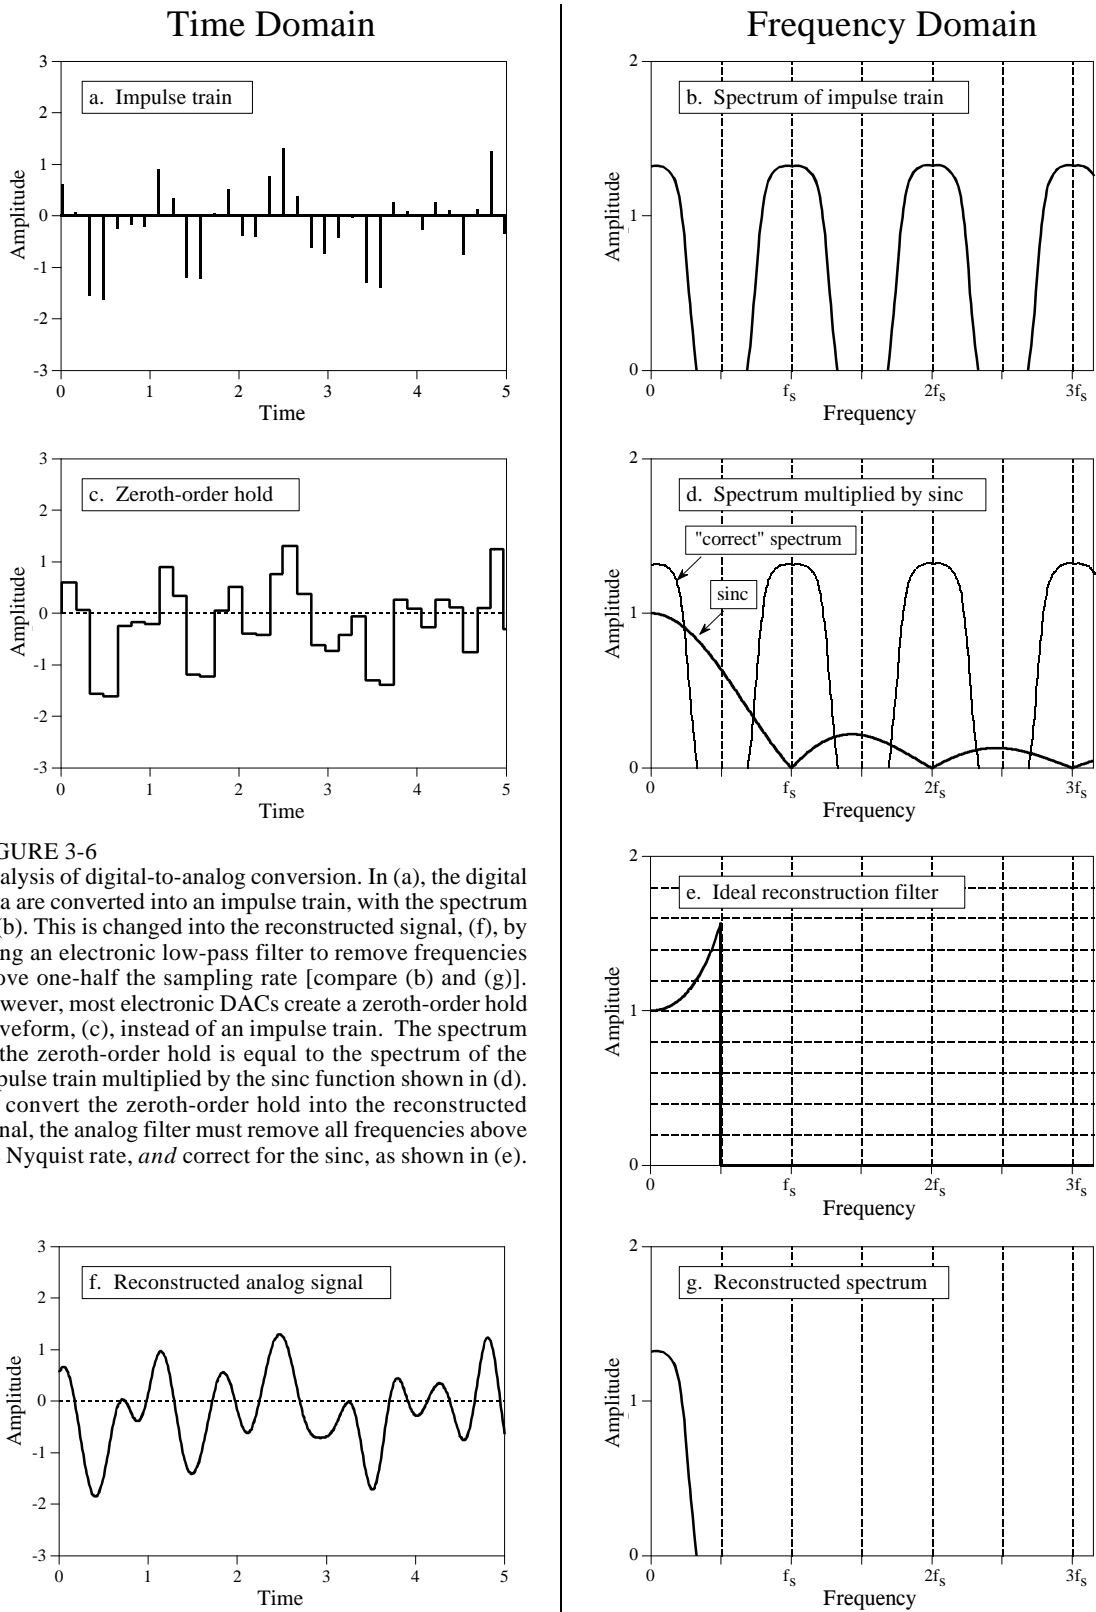 Time Domain
Frequency Domain
3
2
1
0
-1
-2
-3
Amplitude
a. Impulse train
0 1 2 3 4 5
Time
2
1
0
Amplitude
b. Spectrum of impulse train
0 fs 2fs 3fs
Frequency
3
2
1
0
-1
-2
-3
Amplitude
c. Zeroth-order hold
0 1 2 3 4 5
Time
2
1
0
Amplitude
d. Spectrum multiplied by sinc
"correct" spectrum
sinc
0 fs 2fs 3fs
Frequency
GURE 3-6
alysis of digital-to-analog conversion. In (a), the digital
a are converted into an impulse train, with the spectrum
(b). This is changed into the reconstructed signal, (f), by
ng an electronic low-pass filter to remove frequencies
ove one-half the sampling rate [compare (b) and (g)].
owever, most electronic DACs create a zeroth-order hold
veform, (c), instead of an impulse train. The spectrum
the zeroth-order hold is equal to the spectrum of the
pulse train multiplied by the sinc function shown in (d).
convert the zeroth-order hold into the reconstructed
nal, the analog filter must remove all frequencies above
Nyquist rate, and correct for the sinc, as shown in (e).
2
1
0
Amplitude
e. Ideal reconstruction filter
0 fs 2fs 3fs
Frequency
3
2
1
0
-1
-2
-3
Amplitude
f. Reconstructed analog signal
0 1 2 3 4 5
Time
2
1
0
Amplitude
g. Reconstructed spectrum
0 fs 2fs 3fs
Frequency